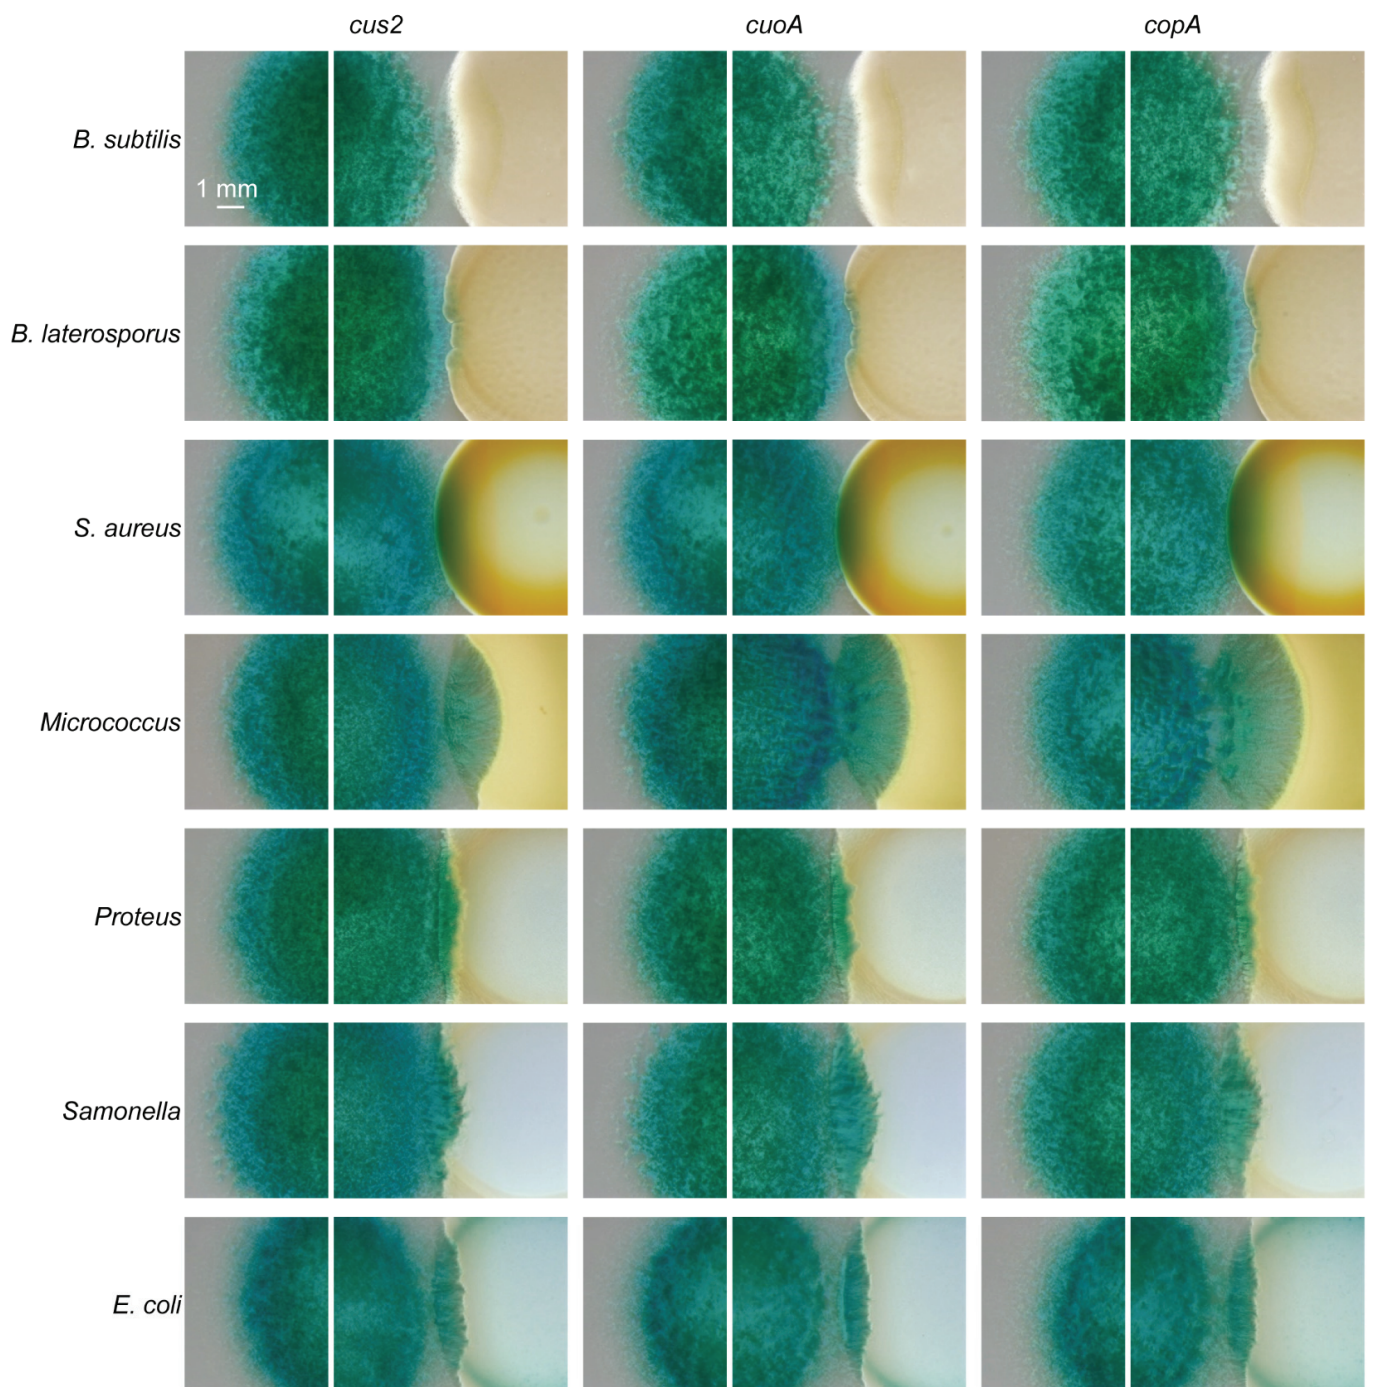 cus2 cuoA copA
B. subtilis
1 mm
B. laterosporus
S. aureus
Micrococcus
Proteus
Samonella
E. coli